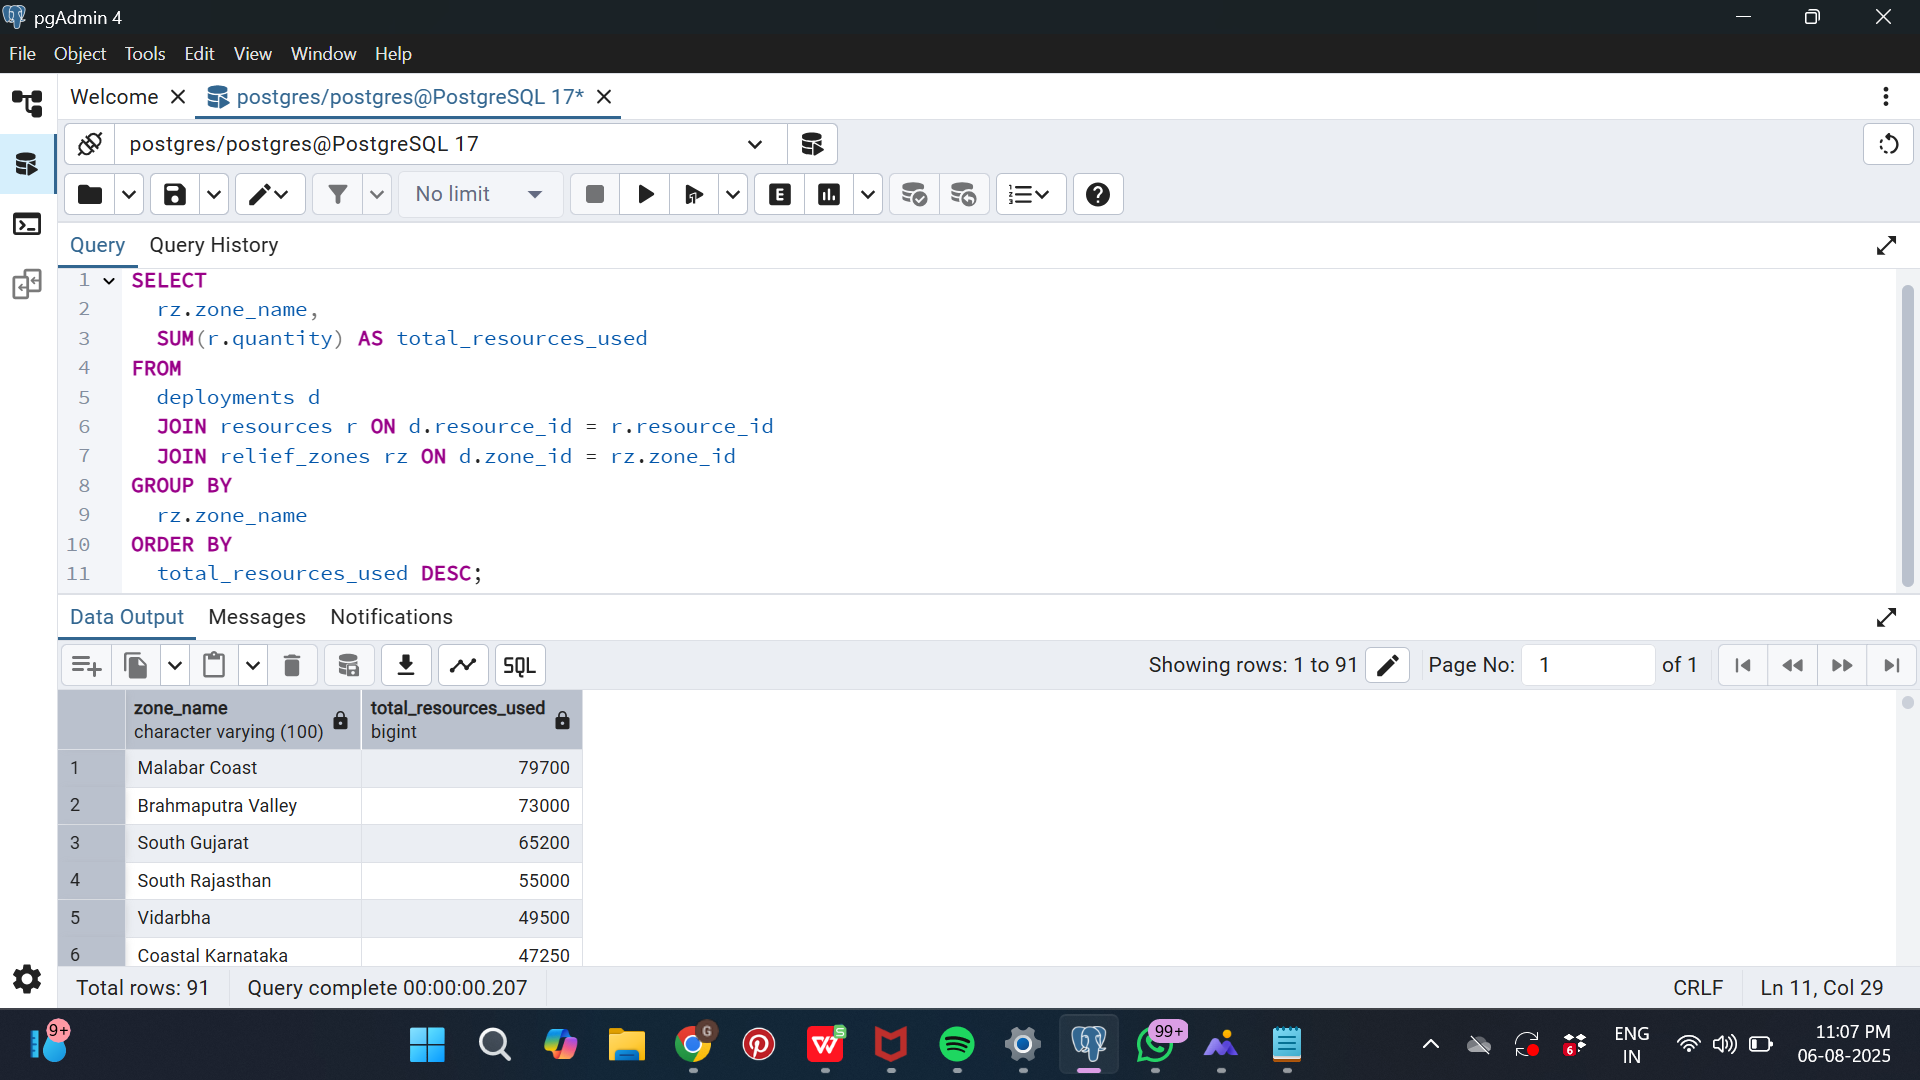 pgAdmin 4
File Object Tools Edit View Window Help
Welcome postgres/postgres@PostgreSQL 17*
postgres/postgres@PostgreSQL 17
No limit E
Query Query History
1 SELECT
2 rz.zone_name,
3 SUM(r.quantity) AS total_resources_used
4 FROM
5 deployments d
6 JOIN resources r ON d.resource_id = r.resource_id
7 JOIN relief_zones rz ON d.zone_id = rz.zone_id
8 GROUP BY
9 rz.zone_name
10 ORDER BY
11 total_resources_used DESC;
Data Output Messages Notifications
SQL Showing rows: 1 to 91 Page No: 1 of 1
zone_name total_resources_used
character varying (100) bigint
1 Malabar Coast 79700
2 Brahmaputra Valley 73000
3 South Gujarat 65200
4 South Rajasthan 55000
5 Vidarbha 49500
6 Coastal Karnataka 47250
Total rows: 91 Query complete 00:00:00.207 CRLF Ln 11, Col 29
9+ G S W 99+ 6 ENG 11:07 PM
IN 06-08-2025